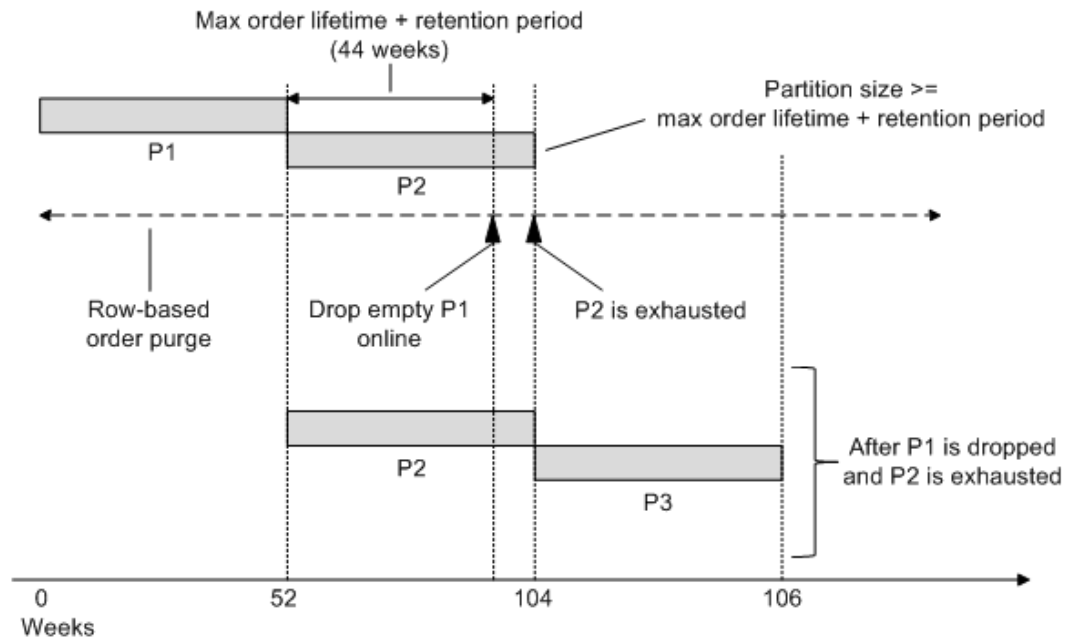 Max order lifetime + retention period
(44 weeks)
Partition size >=
max order lifetime + retention period
P1
P2
Row-based
order purge
Drop empty P1
online
P2 is exhausted
P2
P3
After P1 is dropped
and P2 is exhausted
0
52
104
106
Weeks